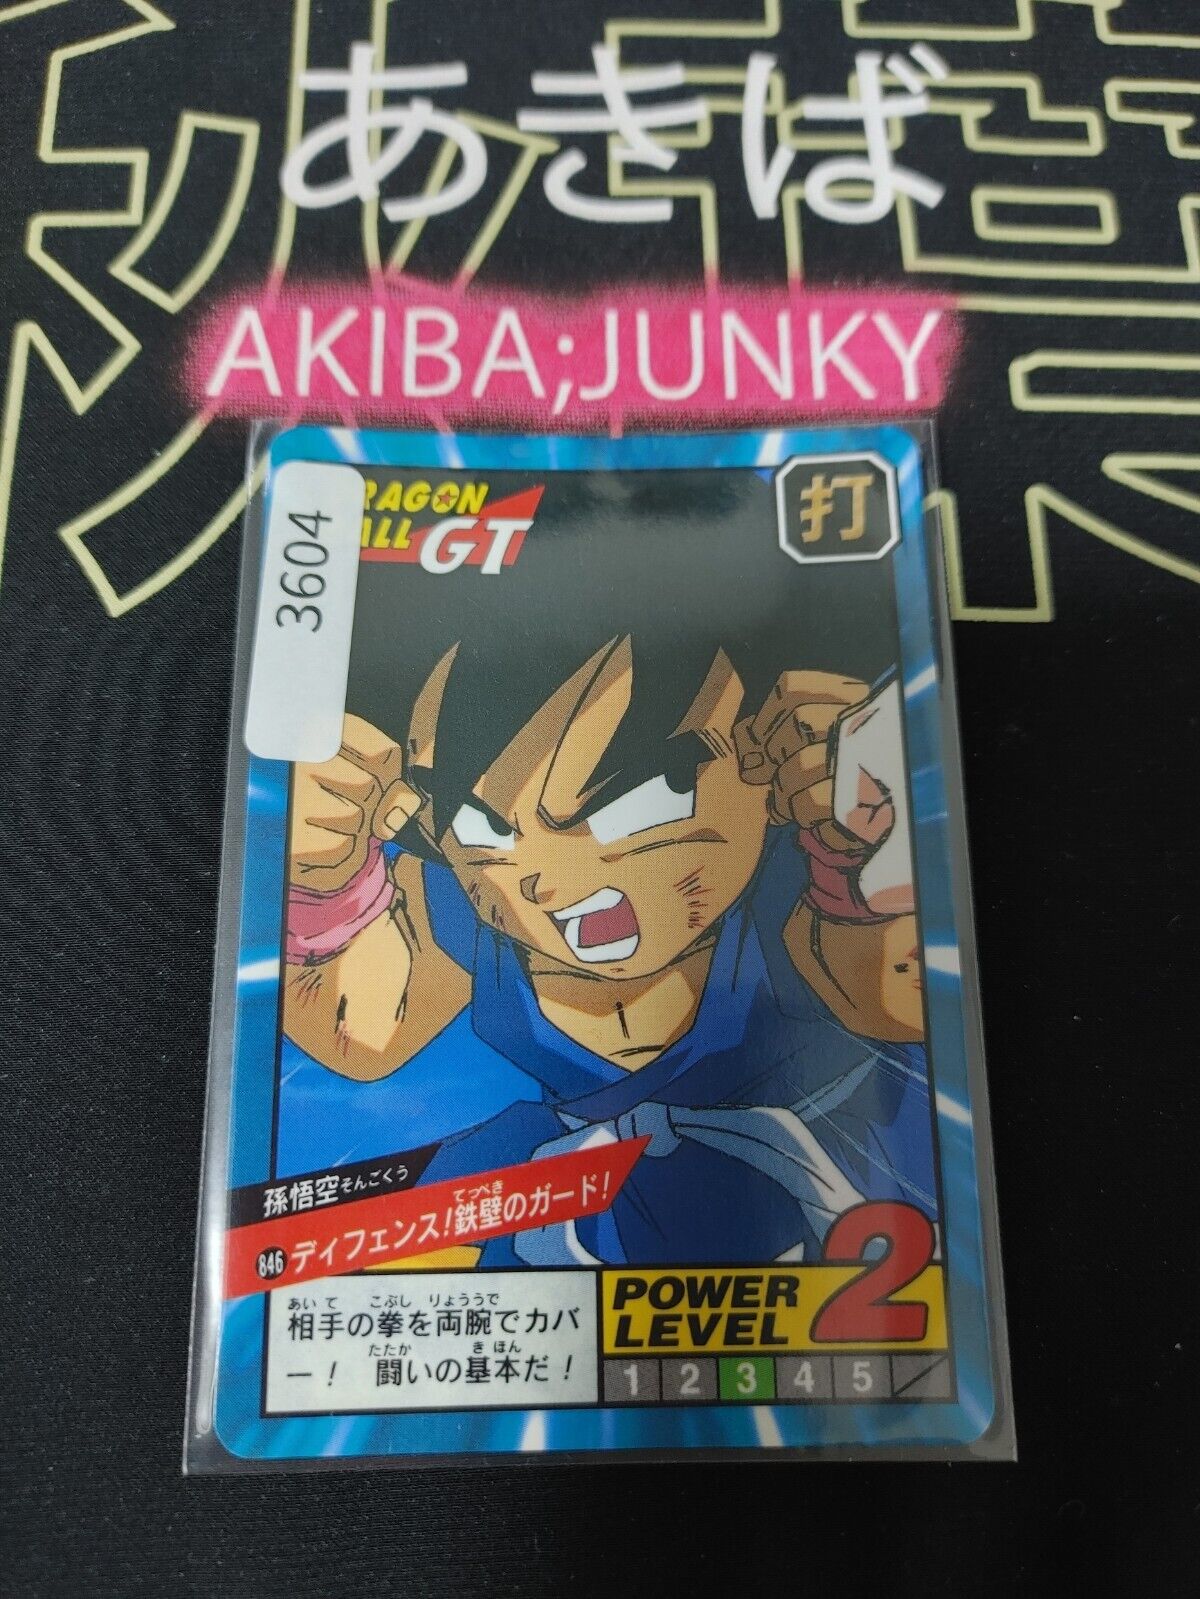 あきば
AKIBA;JUNKY
3604
RAGON
ALL GT
打
孫悟空そんごくう
てっぺき
846 ディフェンス!鉄壁のガード!
あいて こぶし りょううで
相手の拳を両腕でカバ
たたか きほん
ー! 闘いの基本だ!
POWER LEVEL 2
1 2 3 4 5